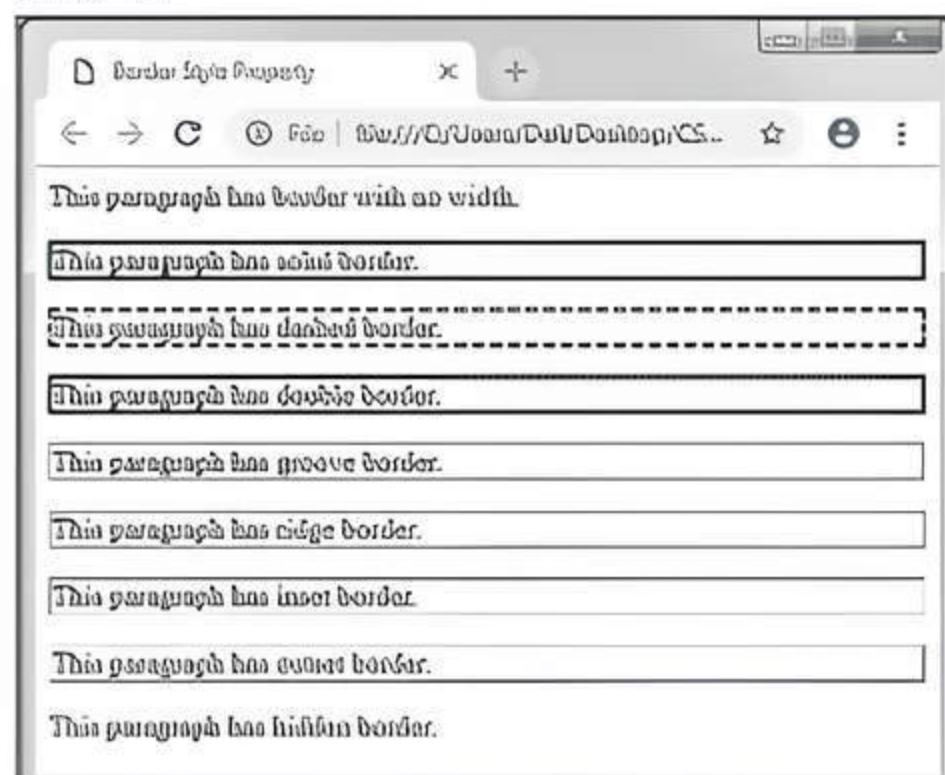 Border Style Property
File
This paragraph has border with no width.
This paragraph has solid border.
This paragraph has dashed border.
This paragraph has double border.
This paragraph has groove border.
This paragraph has ridge border.
This paragraph has inset border.
This paragraph has outset border.
This paragraph has hidden border.